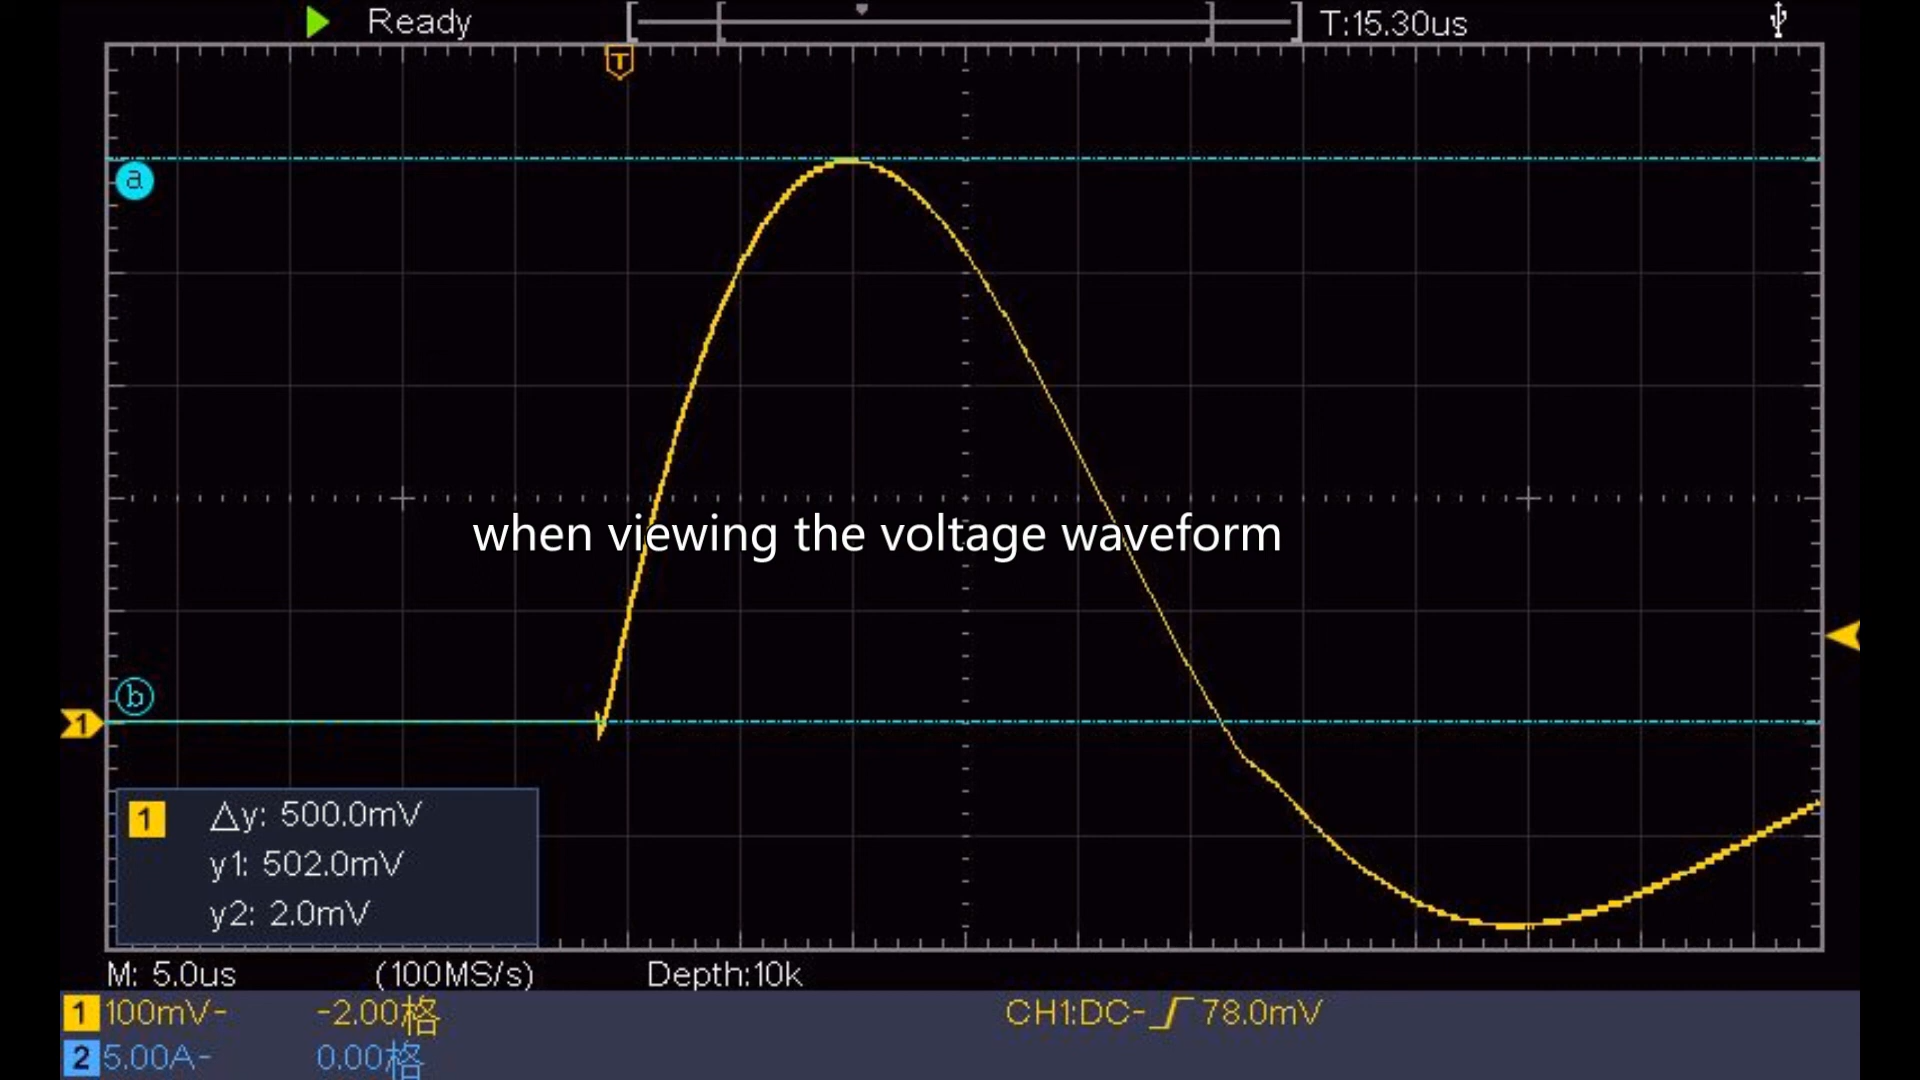 Ready
T:15.30us
T
a
when viewing the voltage waveform
b
1
1
△y: 500.0mV
y1: 502.0mV
y2: 2.0mV
M: 5.0us (100MS/s) Depth:10k
1 100mV- -2.00格 CH1:DC- 78.0mV
2 5.00A- 0.00格